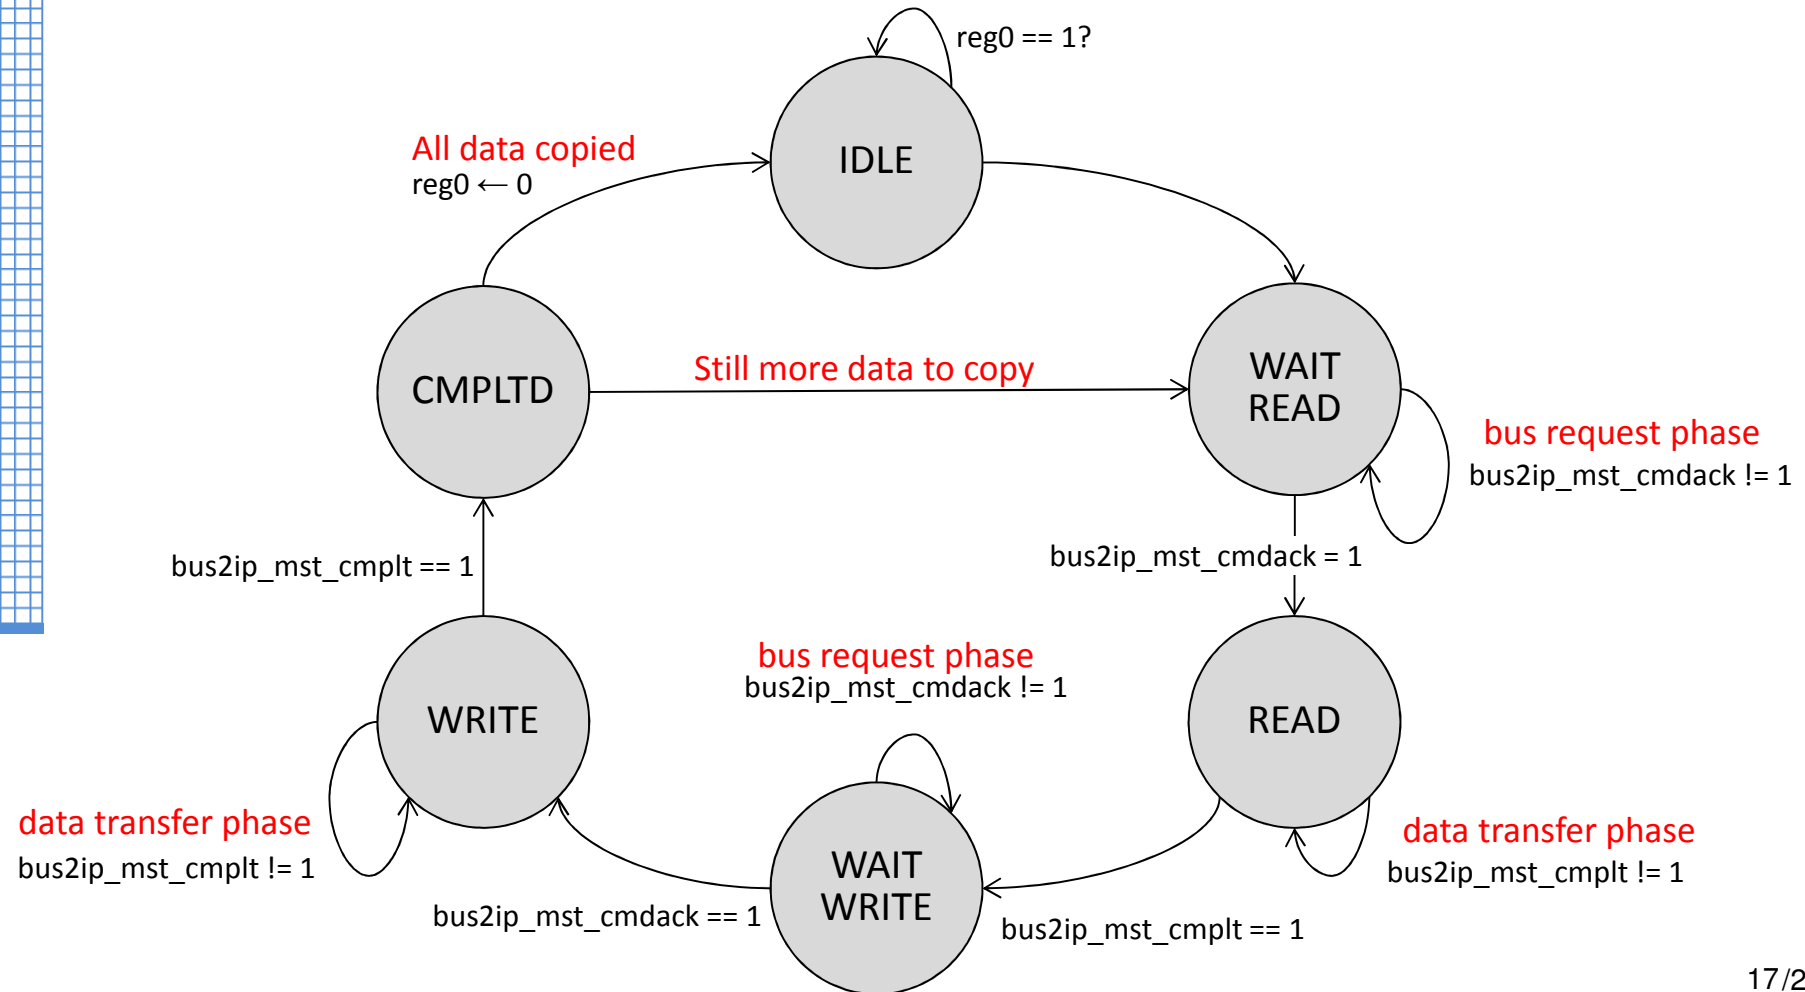 reg0 == 1?
All data copied
reg0 ← 0
IDLE
CMPLTD
Still more data to copy
WAIT
READ
bus request phase
bus2ip_mst_cmdack != 1
bus2ip_mst_cmplt == 1
bus2ip_mst_cmdack = 1
bus request phase
bus2ip_mst_cmdack != 1
WRITE
READ
data transfer phase
bus2ip_mst_cmplt != 1
WAIT
WRITE
data transfer phase
bus2ip_mst_cmplt != 1
bus2ip_mst_cmdack == 1
bus2ip_mst_cmplt == 1
17/2